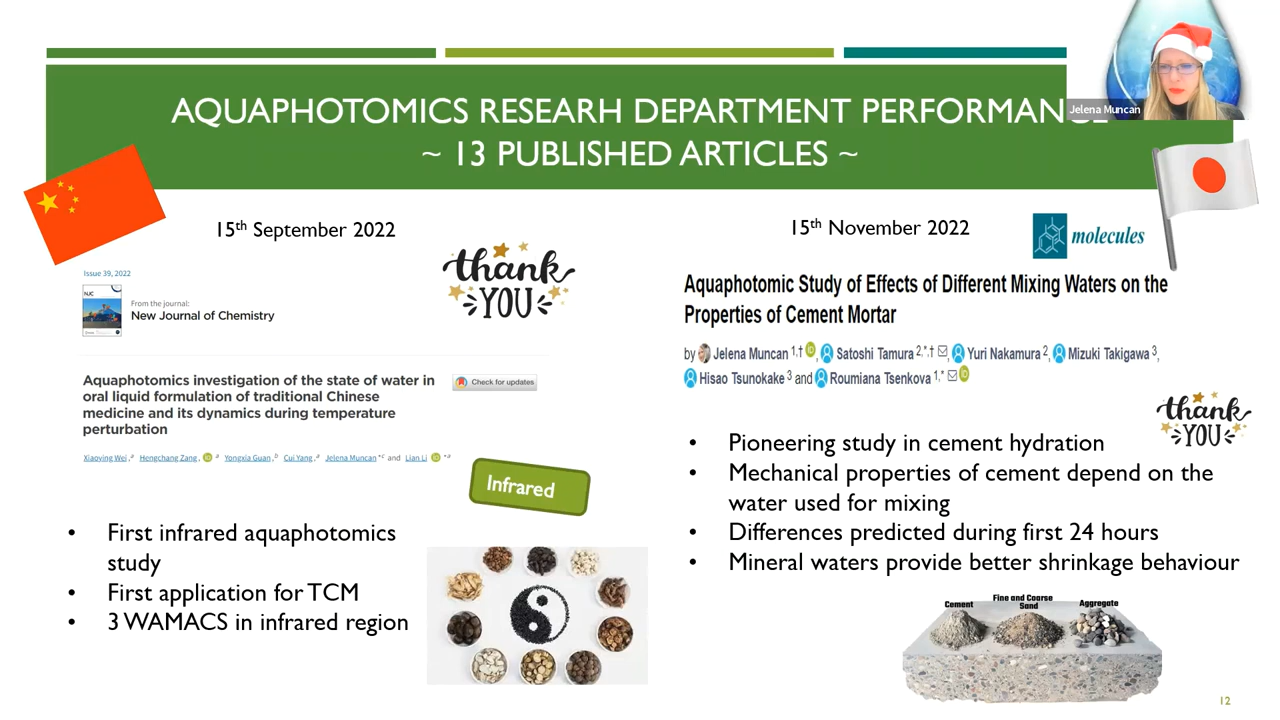 AQUAPHOTOMICS RESEARH DEPARTMENT PERFORMANCE
~ 13 PUBLISHED ARTICLES ~
Jelena Muncan
15th September 2022
thank
YOU
Issue 39, 2022
NJC
From the journal:
New Journal of Chemistry
Aquaphotomics investigation of the state of water in
oral liquid formulation of traditional Chinese
medicine and its dynamics during temperature
perturbation
Check for updates
Xiaoying Wei, a Hengchang Zang, a Yongxia Guan, b Cui Yang, a Jelena Muncan *c and Lian Li *a
Infrared
• First infrared aquaphotomics
study
• First application for TCM
• 3 WAMACS in infrared region
15th November 2022
molecules
Aquaphotomic Study of Effects of Different Mixing Waters on the
Properties of Cement Mortar
by Jelena Muncan 1,† , Satoshi Tamura 2,*,† , Yuri Nakamura 2, Mizuki Takigawa 3,
Hisao Tsunokake 3 and Roumiana Tsenkova 1,*
thank
YOU
• Pioneering study in cement hydration
• Mechanical properties of cement depend on the
water used for mixing
• Differences predicted during first 24 hours
• Mineral waters provide better shrinkage behaviour
Cement
Fine and Coarse
Sand
Aggregate
12